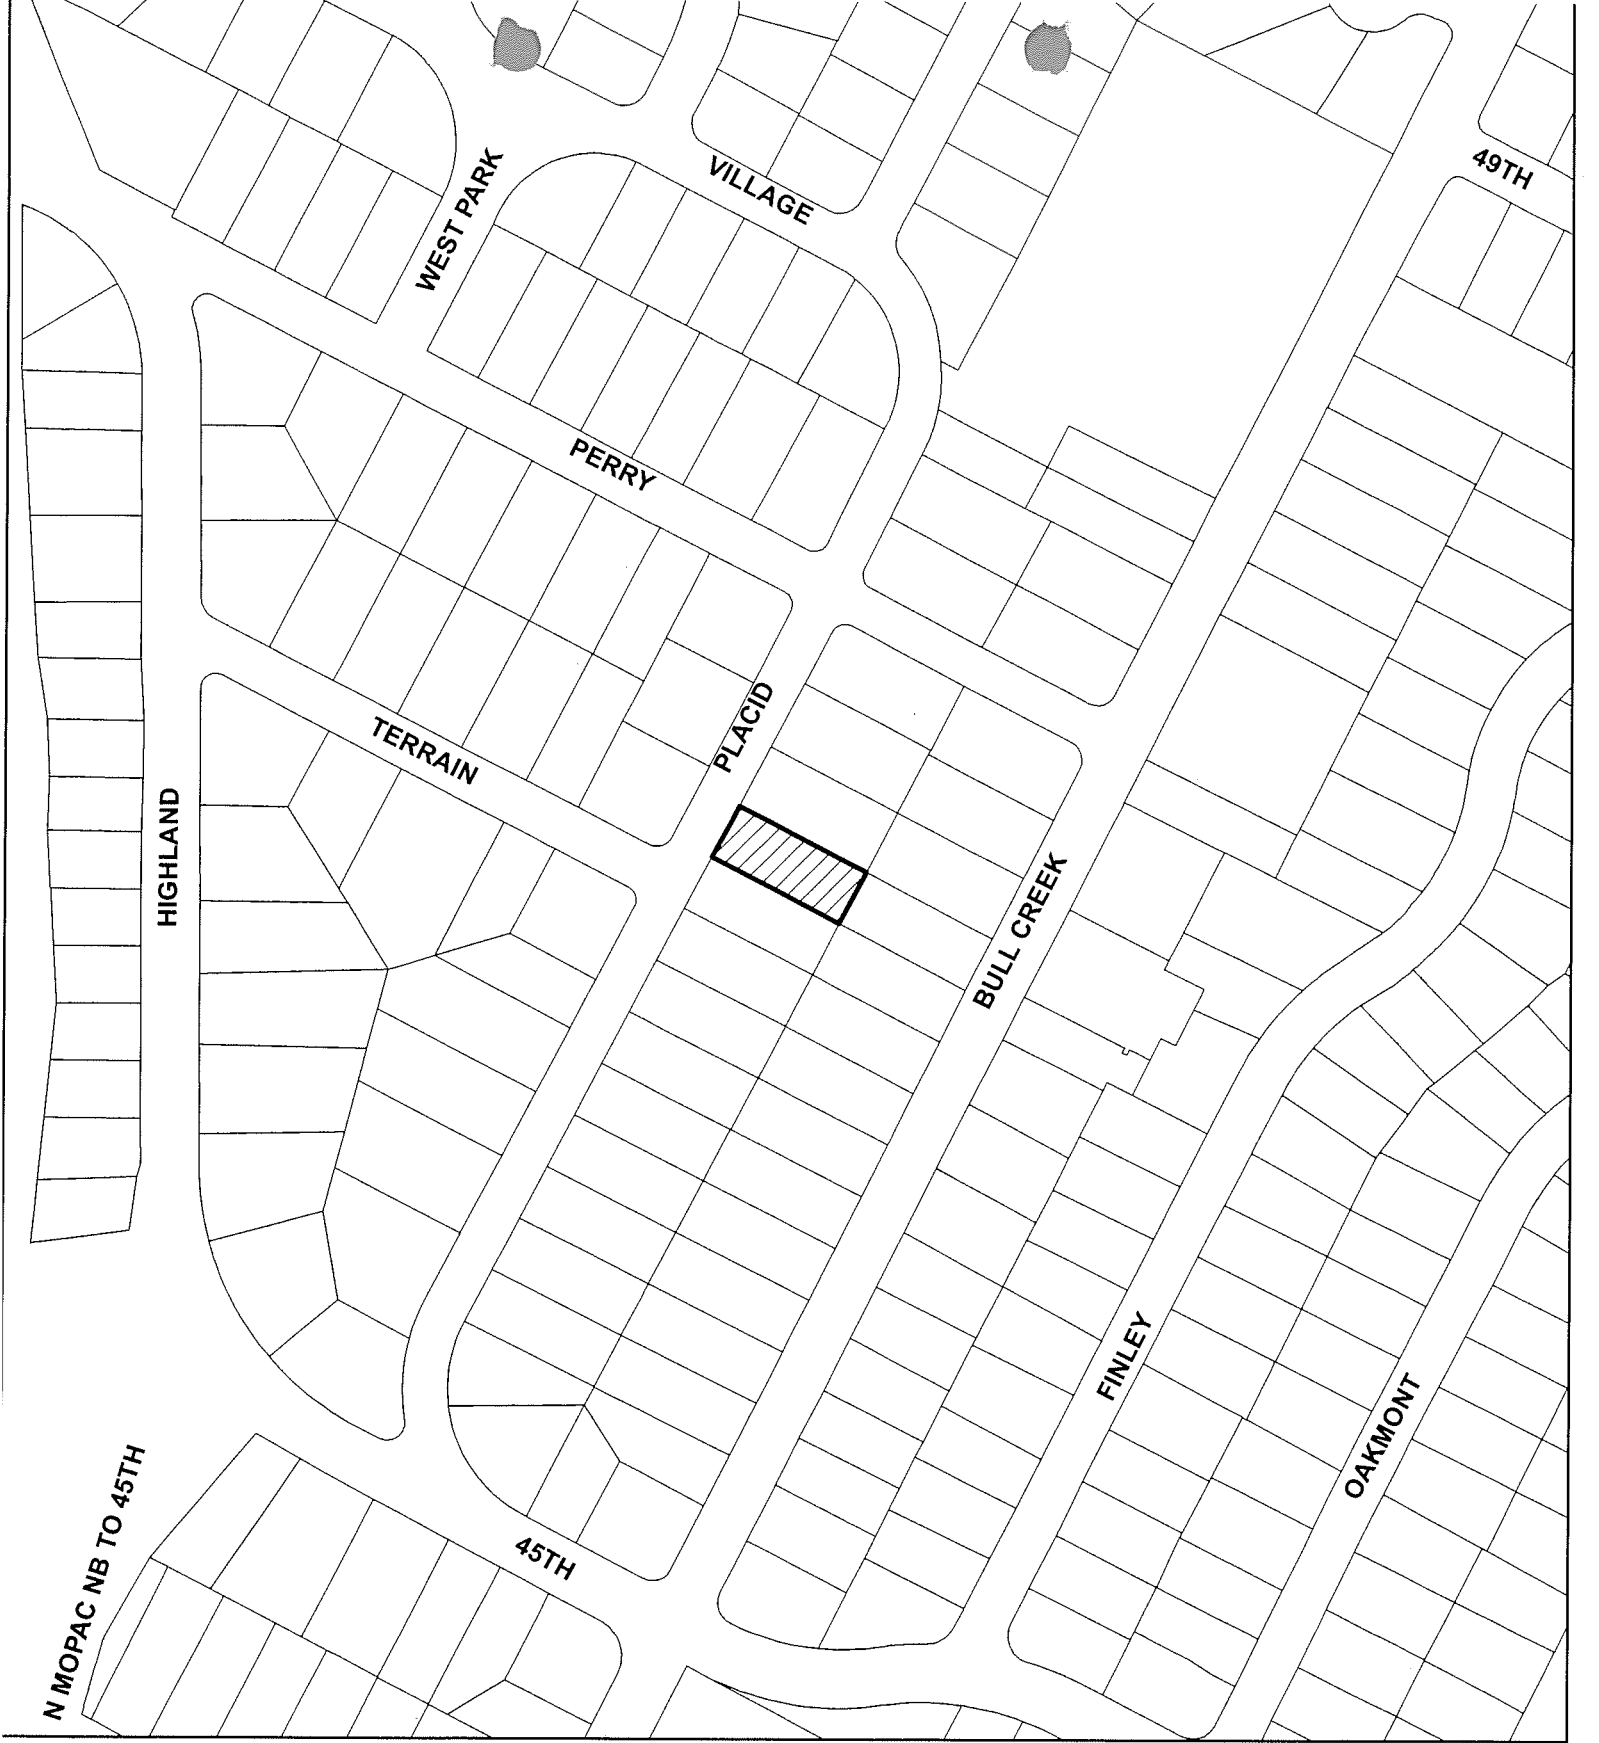 49TH
VILLAGE
WEST PARK
PERRY
PLACID
TERRAIN
HIGHLAND
BULL CREEK
FINLEY
OAKMONT
N MOPAC NB TO 45TH
45TH